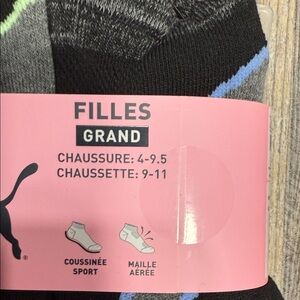 FILLES
GRAND
CHAUSSURE: 4-9.5
CHAUSSETTE: 9-11
COUSSINÉE
SPORT
MAILLE
AÉRÉE
®